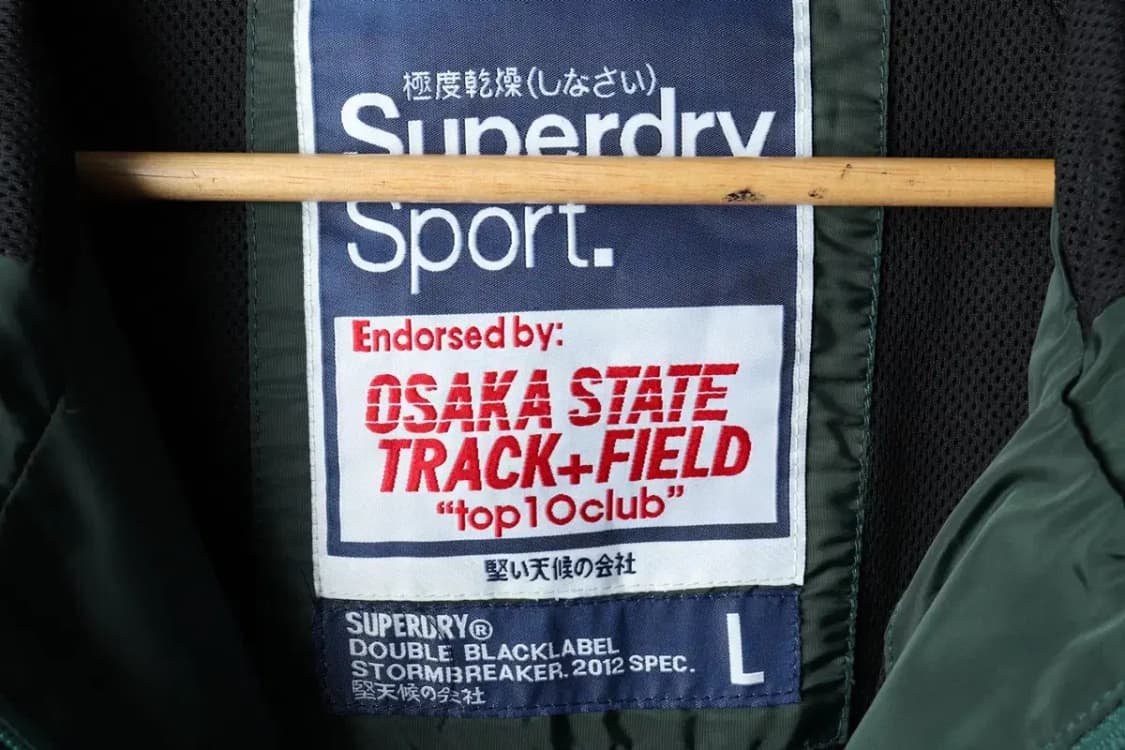 極度乾燥(しなさい)
Superdry
Sport.
Endorsed by:
OSAKA STATE
TRACK+FIELD
“top10club”
堅い天候の会社
SUPERDRY®
DOUBLE BLACKLABEL
STORMBREAKER. 2012 SPEC.
堅天候の会社
L